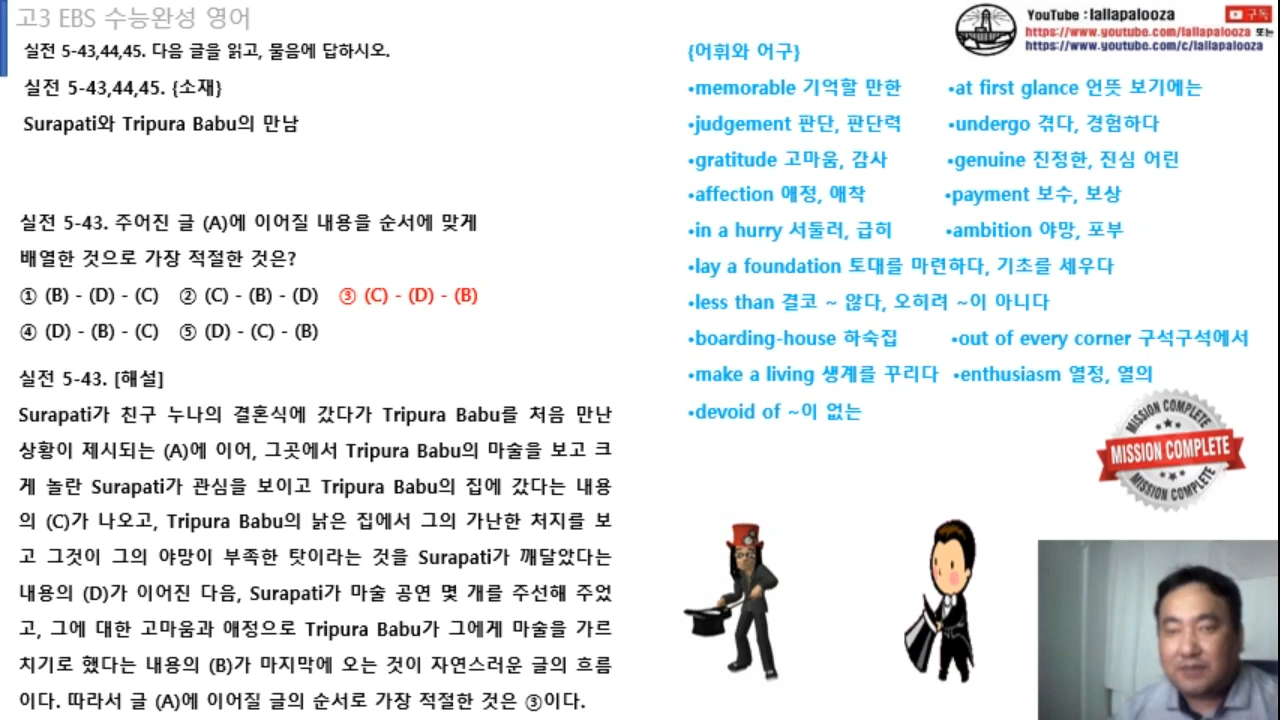 고3 EBS 수능완성 영어
실전 5-43,44,45. 다음 글을 읽고, 물음에 답하시오.
실전 5-43,44,45. {소재}
Surapati와 Tripura Babu의 만남
실전 5-43. 주어진 글 (A)에 이어질 내용을 순서에 맞게
배열한 것으로 가장 적절한 것은?
① (B) - (D) - (C) ② (C) - (B) - (D) ③ (C) - (D) - (B)
④ (D) - (B) - (C) ⑤ (D) - (C) - (B)
실전 5-43. [해설]
Surapati가 친구 누나의 결혼식에 갔다가 Tripura Babu를 처음 만난
상황이 제시되는 (A)에 이어, 그곳에서 Tripura Babu의 마술을 보고 크
게 놀란 Surapati가 관심을 보이고 Tripura Babu의 집에 갔다는 내용
의 (C)가 나오고, Tripura Babu의 낡은 집에서 그의 가난한 처지를 보
고 그것이 그의 야망이 부족한 탓이라는 것을 Surapati가 깨달았다는
내용의 (D)가 이어진 다음, Surapati가 마술 공연 몇 개를 주선해 주었
고, 그에 대한 고마움과 애정으로 Tripura Babu가 그에게 마술을 가르
치기로 했다는 내용의 (B)가 마지막에 오는 것이 자연스러운 글의 흐름
이다. 따라서 글 (A)에 이어질 글의 순서로 가장 적절한 것은 ③이다.
YouTube : lallapalooza 구독
https://www.youtube.com/lallapalooza 또는
https://www.youtube.com/c/lallapalooza
{어휘와 어구}
•memorable 기억할 만한 •at first glance 언뜻 보기에는
•judgement 판단, 판단력 •undergo 겪다, 경험하다
•gratitude 고마움, 감사 •genuine 진정한, 진심 어린
•affection 애정, 애착 •payment 보수, 보상
•in a hurry 서둘러, 급히 •ambition 야망, 포부
•lay a foundation 토대를 마련하다, 기초를 세우다
•less than 결코 ~ 않다, 오히려 ~이 아니다
•boarding-house 하숙집 •out of every corner 구석구석에서
•make a living 생계를 꾸리다 •enthusiasm 열정, 열의
•devoid of ~이 없는
MISSION COMPLETE
MISSION COMPLETE
MISSION COMPLETE